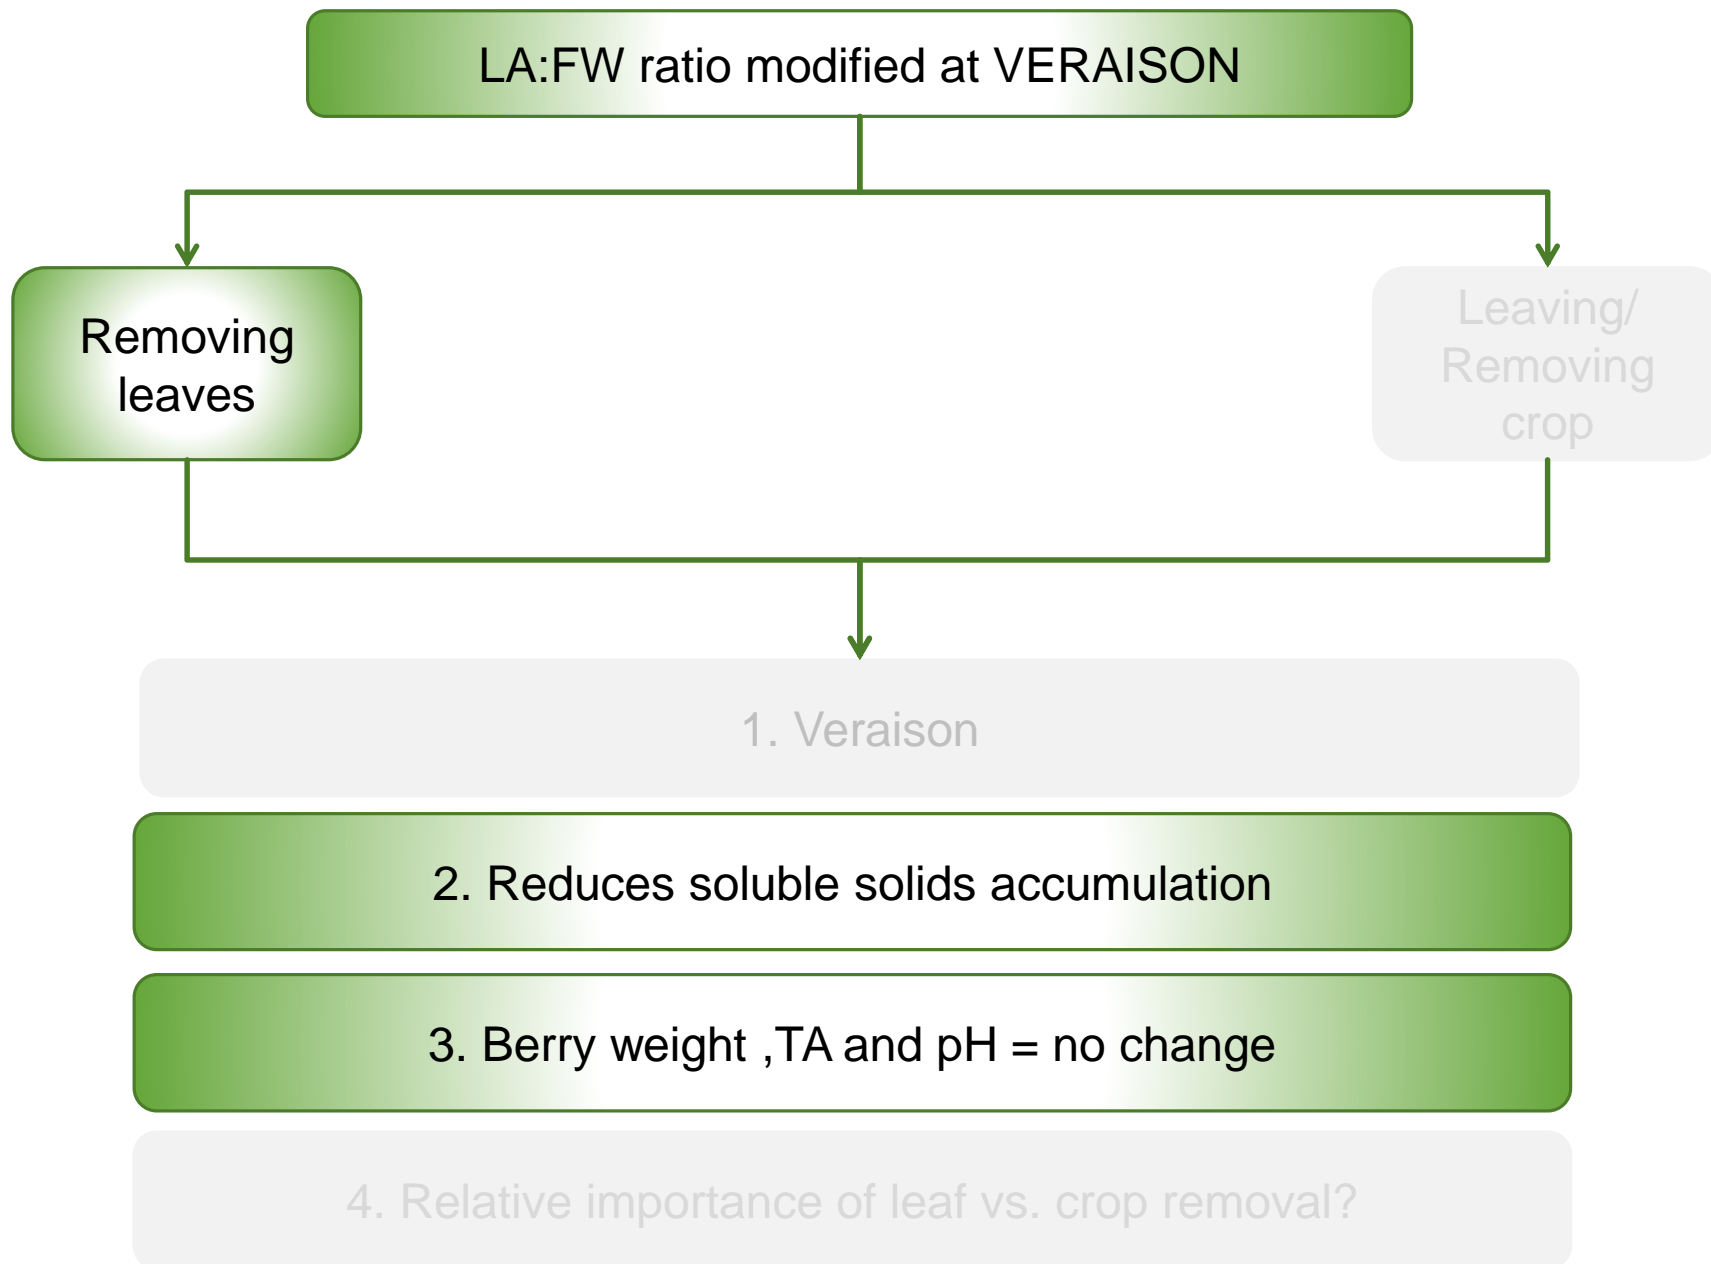 LA:FW ratio modified at VERAISON
Removing
leaves
Leaving/
Removing
crop
1. Veraison
2. Reduces soluble solids accumulation
3. Berry weight ,TA and pH = no change
4. Relative importance of leaf vs. crop removal?